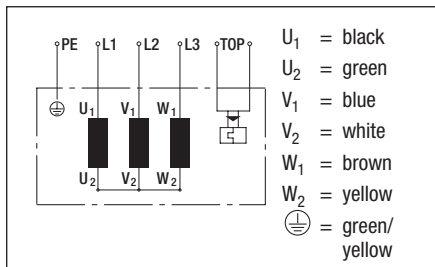 PE L1 L2 L3 TOP
U1 V1 W1
U2 V2 W2
U1 = black
U2 = green
V1 = blue
V2 = white
W1 = brown
W2 = yellow
= green/
yellow